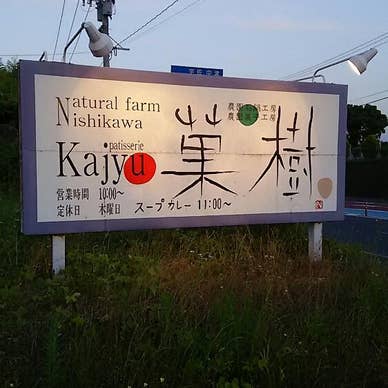 Natural farm
Nishikawa
patisserie
Kajyu
菓樹
営業時間 10:00～
定休日 木曜日
スープカレー 11:00～